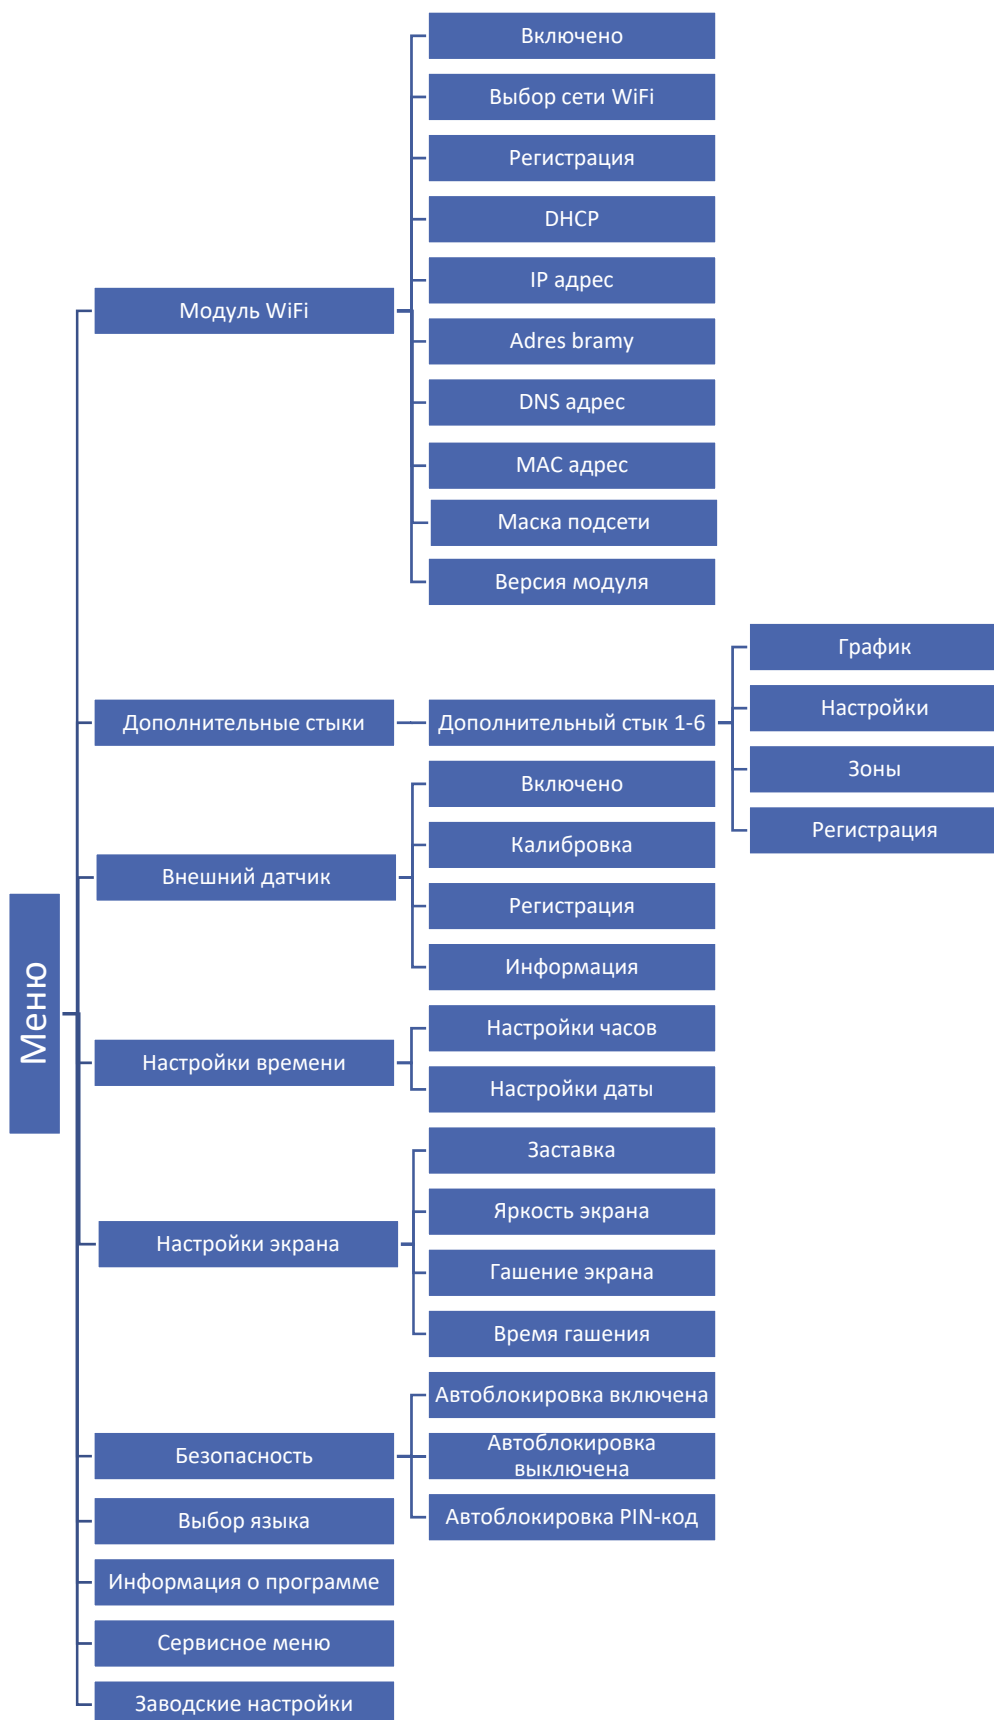 Меню
Модуль WiFi
Включено
Выбор сети WiFi
Регистрация
DHCP
IP адрес
Adres bramy
DNS адрес
MAC адрес
Маска подсети
Версия модуля
Дополнительные стыки
Дополнительный стык 1-6
График
Настройки
Зоны
Регистрация
Внешний датчик
Включено
Калибровка
Регистрация
Информация
Настройки времени
Настройки часов
Настройки даты
Настройки экрана
Заставка
Яркость экрана
Гашение экрана
Время гашения
Безопасность
Автоблокировка включена
Автоблокировка
выключена
Автоблокировка PIN-код
Выбор языка
Информация о программе
Сервисное меню
Заводские настройки